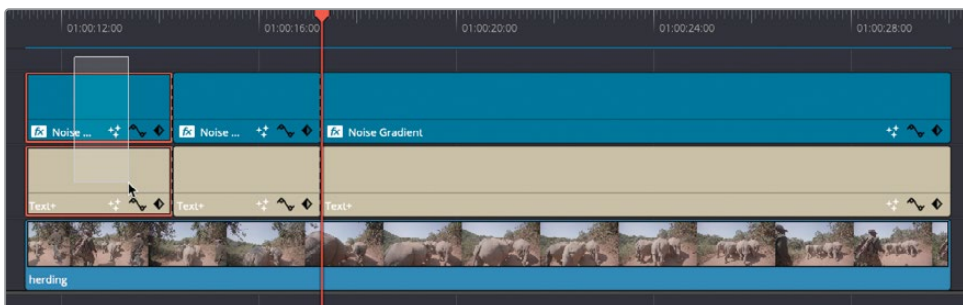 01:00:12:00 01:00:16:00 01:00:20:00 01:00:24:00 01:00:28:00
fx Noise ... fx Noise ... fx Noise Gradient
Text+ Text+ Text+
herding